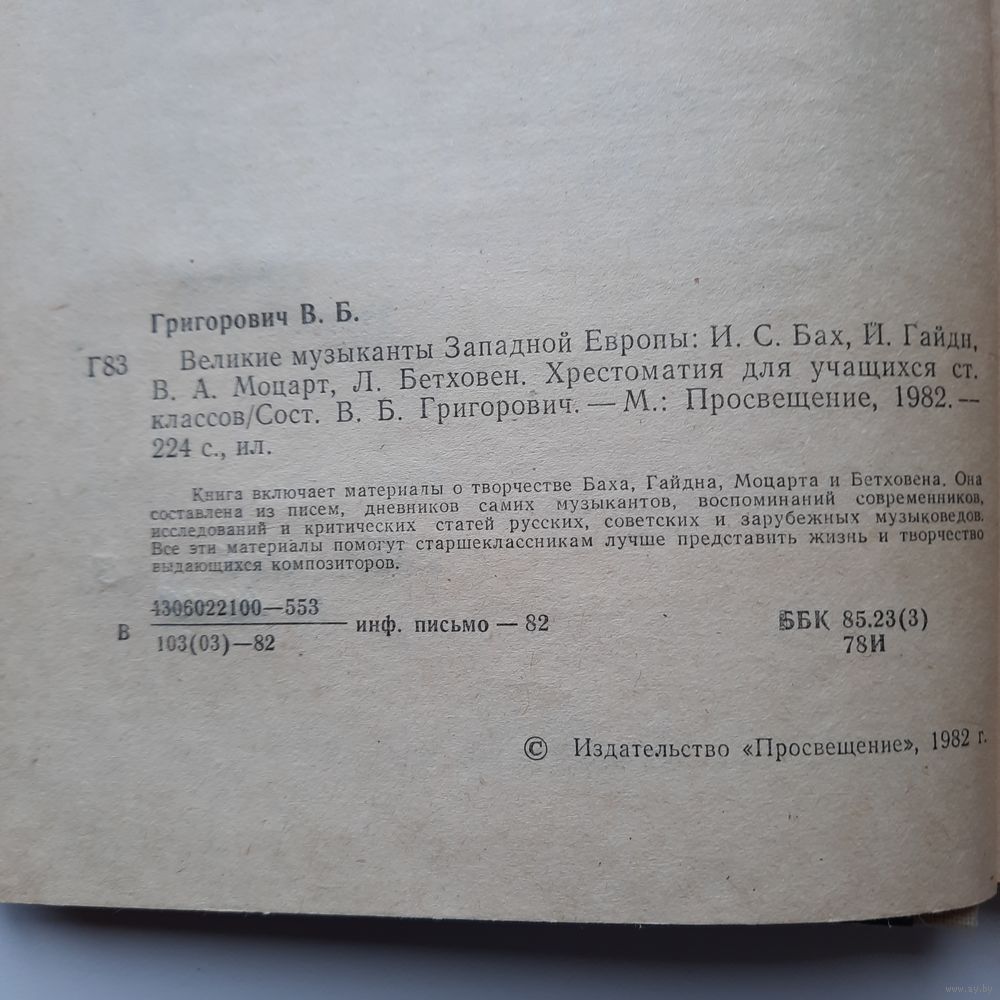 Григорович В. Б.
Г83 Великие музыканты Западной Европы: И. С. Бах, Й. Гайдн,
В. А. Моцарт, Л. Бетховен. Хрестоматия для учащихся ст.
классов/Сост. В. Б. Григорович. — М.: Просвещение, 1982. —
224 с., ил.
Книга включает материалы о творчестве Баха, Гайдна, Моцарта и Бетховена. Она
составлена из писем, дневников самих музыкантов, воспоминаний современников,
исследований и критических статей русских, советских и зарубежных музыковедов.
Все эти материалы помогут старшеклассникам лучше представить жизнь и творчество
выдающихся композиторов.
В 4306022100—553
103(03)—82 инф. письмо — 82
ББК 85.23(3)
78И
© Издательство «Просвещение», 1982 г.
www.ay.by